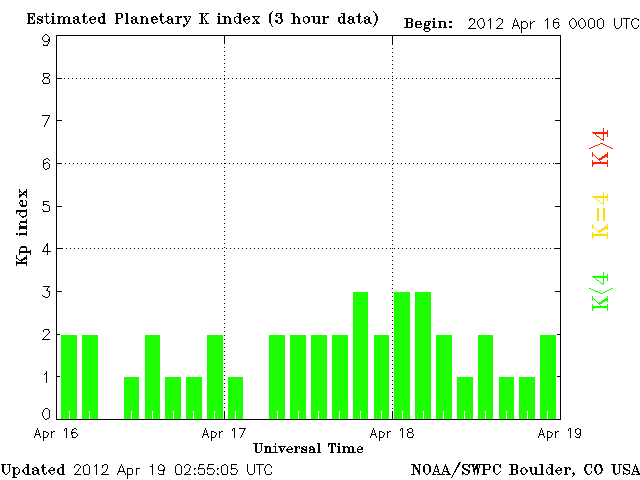 Estimated Planetary K index (3 hour data)
Begin: 2012 Apr 16 0000 UTC
9
8
7
6
5
4
3
2
1
0
Kp index
Apr 16
Apr 17
Apr 18
Apr 19
Universal Time
K>4
K=4
K<4
Updated 2012 Apr 19 02:55:05 UTC
NOAA/SWPC Boulder, CO USA